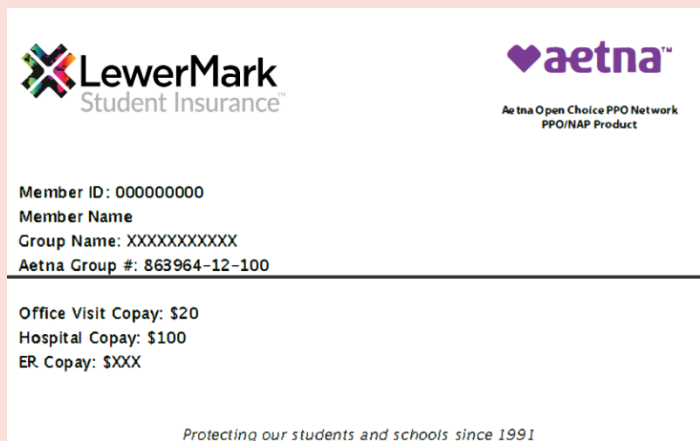 LewerMark
Student Insurance™
aetna™
Aetna Open Choice PPO Network
PPO/NAP Product
Member ID: 000000000
Member Name
Group Name: XXXXXXXXXXX
Aetna Group #: 863964-12-100
Office Visit Copay: $20
Hospital Copay: $100
ER Copay: $XXX
Protecting our students and schools since 1991